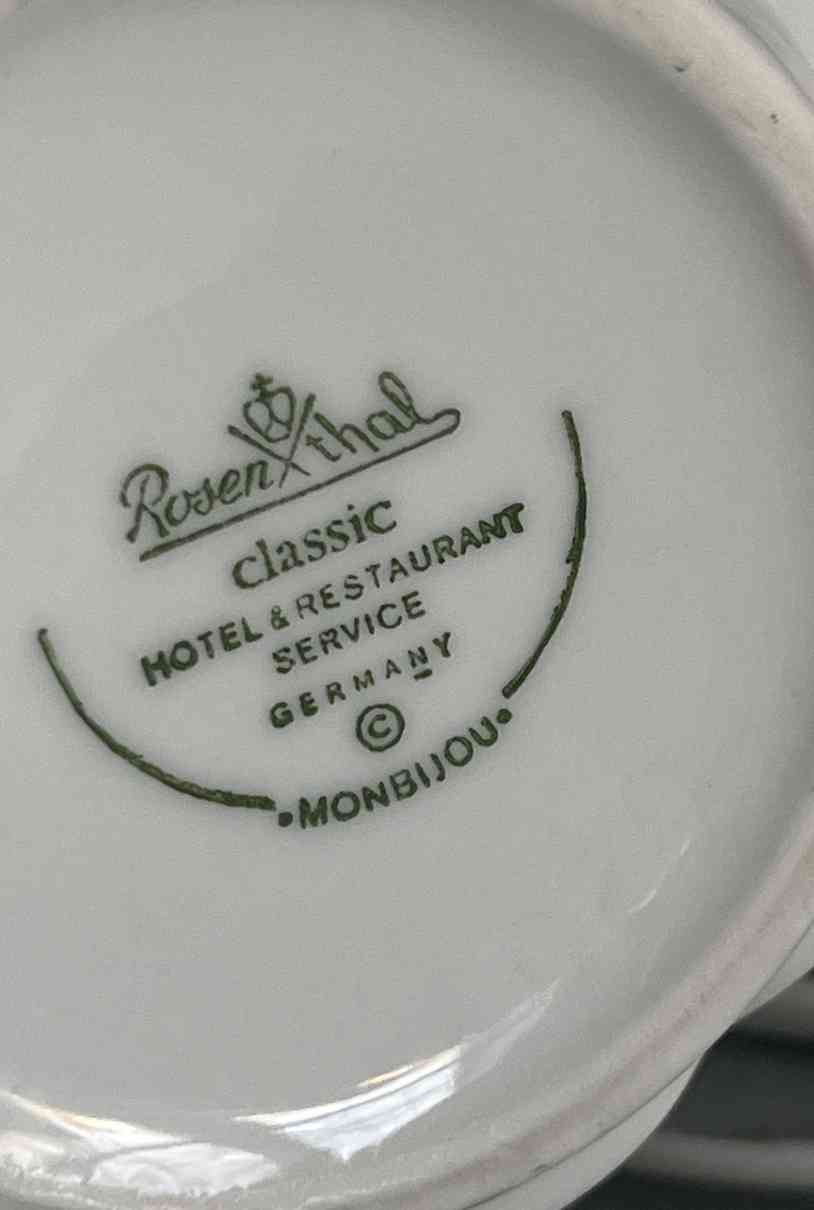 Rosenthal
classic
HOTEL & RESTAURANT
SERVICE
GERMANY
©
•MONBIJOU•